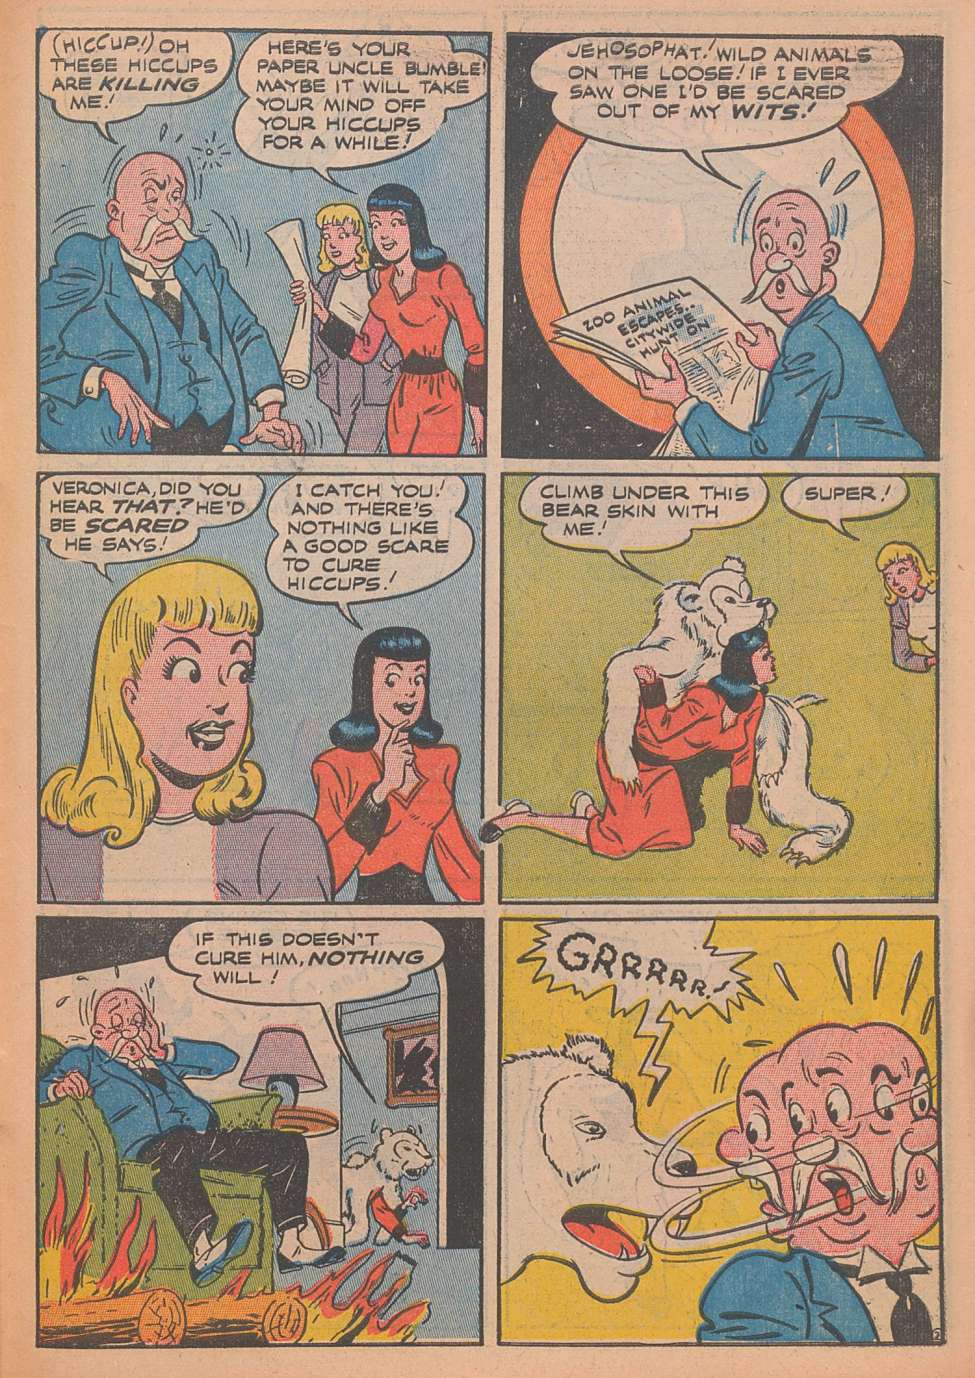 (HICCUP!) OH
THESE HICCUPS
ARE KILLING
ME!
HERE'S YOUR
PAPER UNCLE BUMBLE!
MAYBE IT WILL TAKE
YOUR MIND OFF
YOUR HICCUPS
FOR A WHILE!
JEHOSOPHAT! WILD ANIMALS
ON THE LOOSE! IF I EVER
SAW ONE I'D BE SCARED
OUT OF MY WITS!
ZOO ANIMAL
ESCAPES..
CITYWIDE
HUNT ON
VERONICA, DID YOU
HEAR THAT? HE'D
BE SCARED
HE SAYS!
I CATCH YOU!
AND THERE'S
NOTHING LIKE
A GOOD SCARE
TO CURE
HICCUPS!
CLIMB UNDER THIS
BEAR SKIN WITH
ME!
SUPER!
IF THIS DOESN'T
CURE HIM, NOTHING
WILL!
GRRRRR!
2